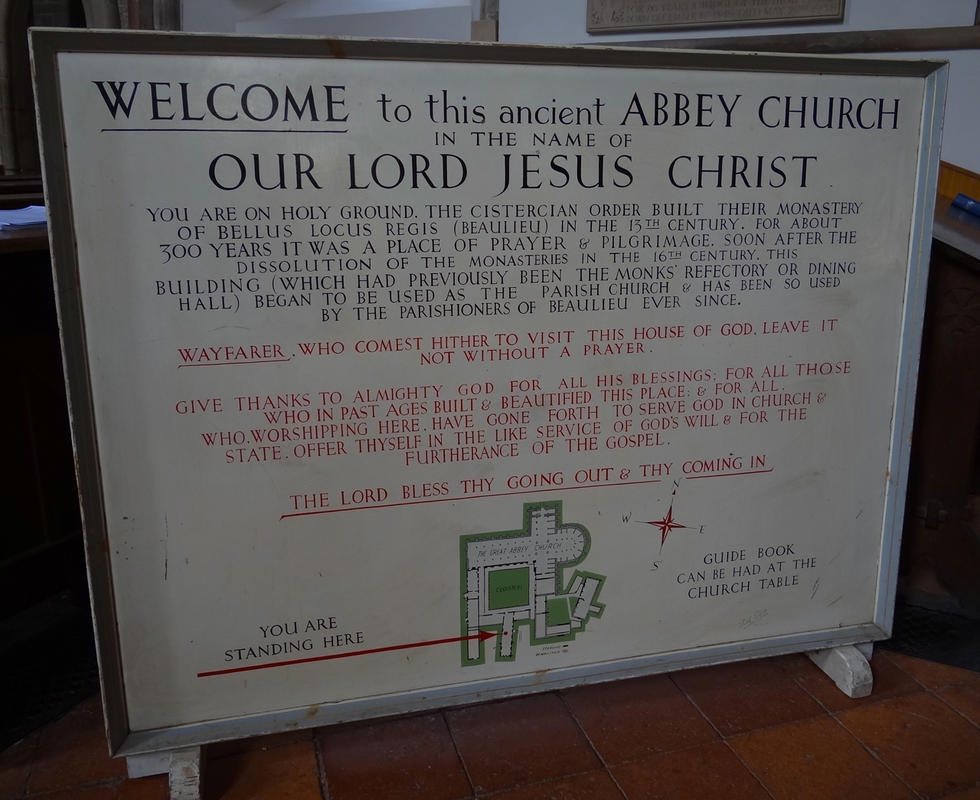 WELCOME to this ancient ABBEY CHURCH
IN THE NAME OF
OUR LORD JESUS CHRIST.
YOU ARE ON HOLY GROUND. THE CISTERCIAN ORDER BUILT THEIR MONASTERY
OF BELLUS LOCUS REGIS (BEAULIEU) IN THE 13TH CENTURY. FOR ABOUT
300 YEARS IT WAS A PLACE OF PRAYER & PILGRIMAGE. SOON AFTER THE
DISSOLUTION OF THE MONASTERIES IN THE 16TH CENTURY, THIS
BUILDING (WHICH HAD PREVIOUSLY BEEN THE MONKS' REFECTORY OR DINING
HALL) BEGAN TO BE USED AS THE PARISH CHURCH & HAS BEEN SO USED
BY THE PARISHIONERS OF BEAULIEU EVER SINCE.
WAYFARER, WHO COMEST HITHER TO VISIT THIS HOUSE OF GOD, LEAVE IT
NOT WITHOUT A PRAYER.
GIVE THANKS TO ALMIGHTY GOD FOR ALL HIS BLESSINGS; FOR ALL THOSE
WHO IN PAST AGES BUILT & BEAUTIFIED THIS PLACE; & FOR ALL,
WHO, WORSHIPPING HERE, HAVE GONE FORTH TO SERVE GOD IN CHURCH &
STATE. OFFER THYSELF IN THE LIKE SERVICE OF GOD'S WILL & FOR THE
FURTHERANCE OF THE GOSPEL.
THE LORD BLESS THY GOING OUT & THY COMING IN
N
W E
S
THE GREAT ABBEY CHURCH
CLOISTERS
GUIDE BOOK
CAN BE HAD AT THE
CHURCH TABLE
YOU ARE
STANDING HERE